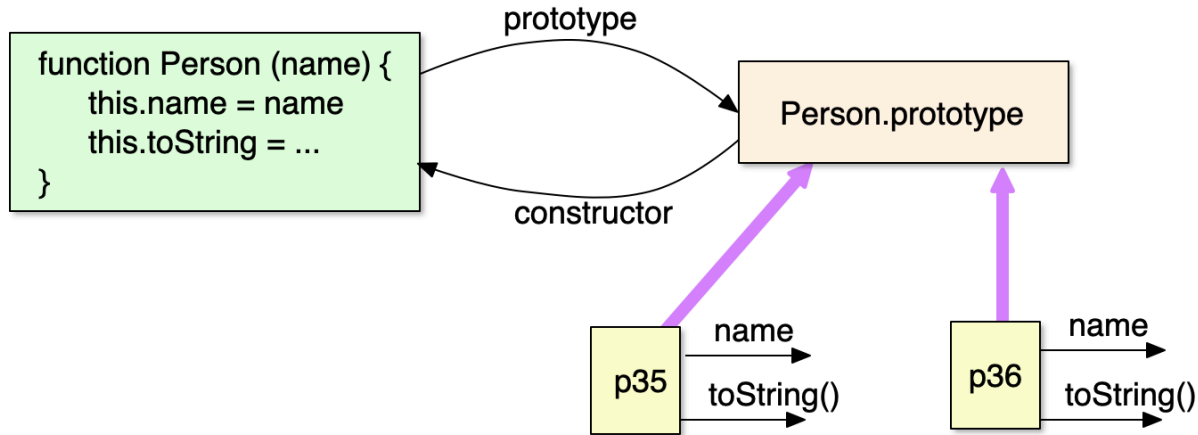 prototype
function Person (name) {
this.name = name
this.toString = ...
}
Person.prototype
constructor
name
toString()
p35
name
toString()
p36